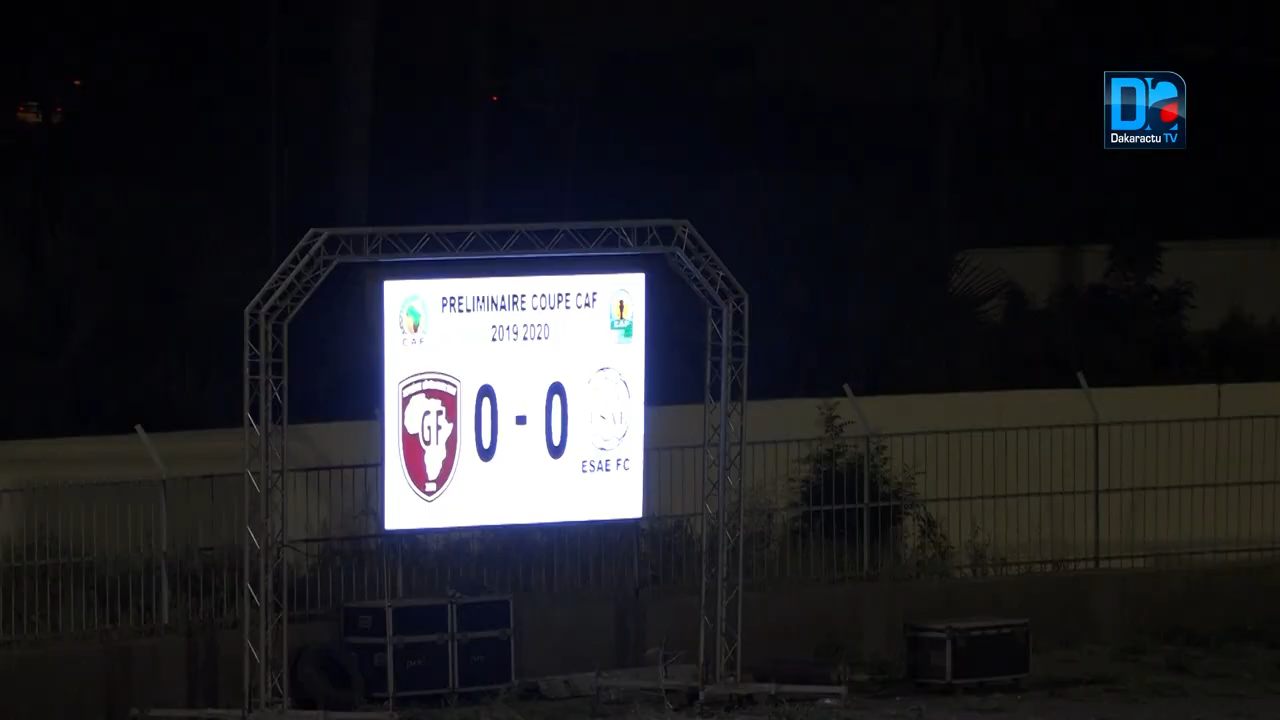 Dakaractu TV
PRELIMINAIRE COUPE CAF
2019 2020
CAF
0 - 0
GF
ESAE FC